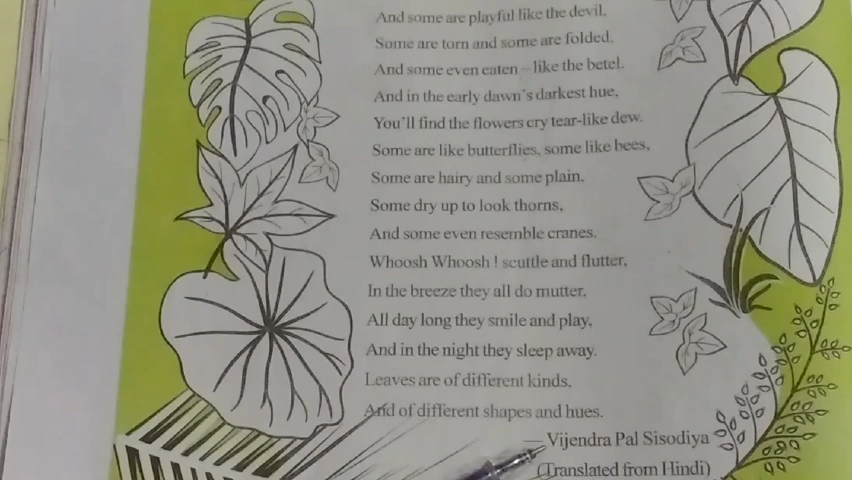 And some are playful like the devil,
Some are torn and some are folded,
And some even eaten – like the betel.
And in the early dawn's darkest hue,
You'll find the flowers cry tear-like dew.
Some are like butterflies, some like bees,
Some are hairy and some plain,
Some dry up to look thorns,
And some even resemble cranes.
Whoosh Whoosh ! scuttle and flutter,
In the breeze they all do mutter,
All day long they smile and play,
And in the night they sleep away.
Leaves are of different kinds,
And of different shapes and hues.
— Vijendra Pal Sisodiya
(Translated from Hindi)